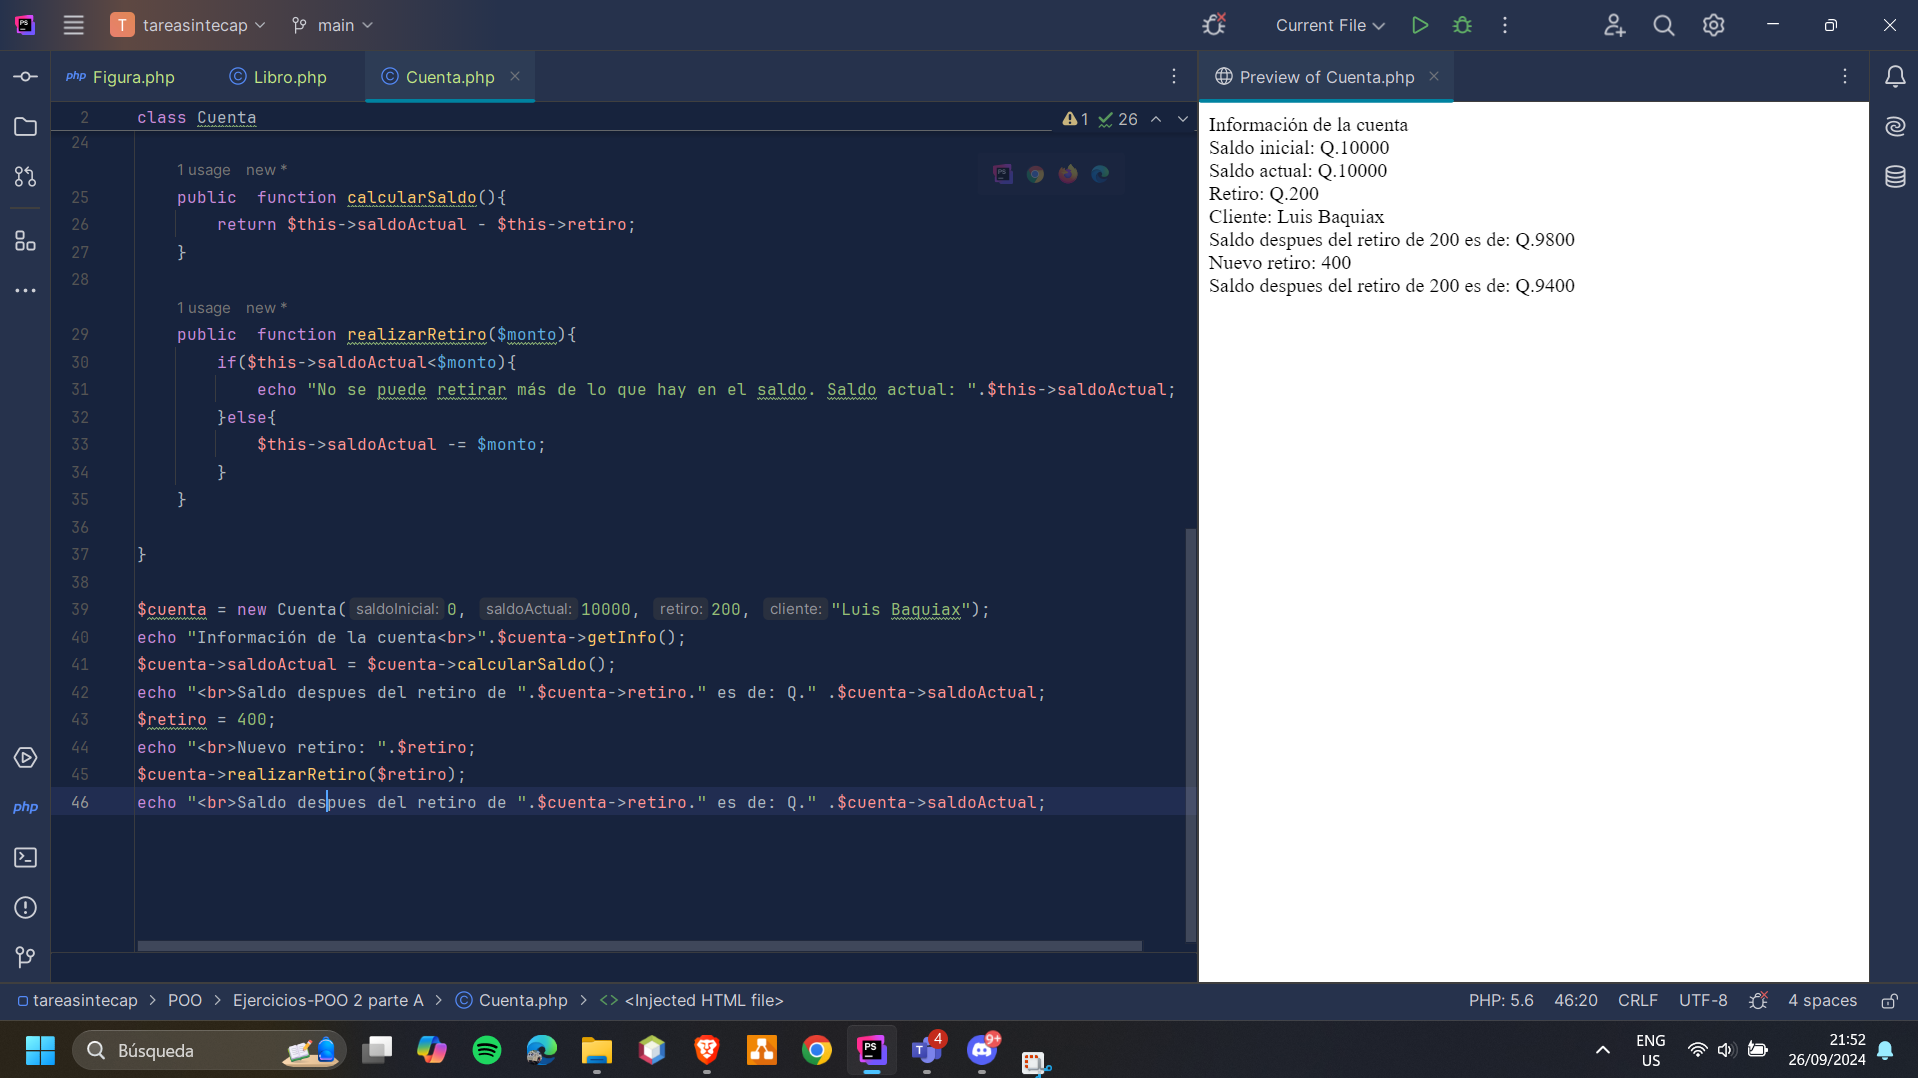 T tareasintecap
main
Current File
php Figura.php
Libro.php
Cuenta.php
Preview of Cuenta.php
2 class Cuenta
1 26
24
1 usage new *
25 public function calcularSaldo(){
26 return $this->saldoActual - $this->retiro;
27 }
28
1 usage new *
29 public function realizarRetiro($monto){
30 if($this->saldoActual<$monto){
31 echo "No se puede retirar más de lo que hay en el saldo. Saldo actual: ".$this->saldoActual;
32 }else{
33 $this->saldoActual -= $monto;
34 }
35 }
36
37 }
38
39 $cuenta = new Cuenta( saldoInicial: 0, saldoActual: 10000, retiro: 200, cliente: "Luis Baquiax");
40 echo "Información de la cuenta<br>".$cuenta->getInfo();
41 $cuenta->saldoActual = $cuenta->calcularSaldo();
42 echo "<br>Saldo despues del retiro de ".$cuenta->retiro." es de: Q." .$cuenta->saldoActual;
43 $retiro = 400;
44 echo "<br>Nuevo retiro: ".$retiro;
45 $cuenta->realizarRetiro($retiro);
46 echo "<br>Saldo despues del retiro de ".$cuenta->retiro." es de: Q." .$cuenta->saldoActual;
Información de la cuenta
Saldo inicial: Q.10000
Saldo actual: Q.10000
Retiro: Q.200
Cliente: Luis Baquiax
Saldo despues del retiro de 200 es de: Q.9800
Nuevo retiro: 400
Saldo despues del retiro de 200 es de: Q.9400
php
tareasintecap > POO > Ejercicios-POO 2 parte A > Cuenta.php > <> <Injected HTML file>
PHP: 5.6 46:20 CRLF UTF-8 4 spaces
Búsqueda
PS
4
9+
ENG
US
21:52
26/09/2024